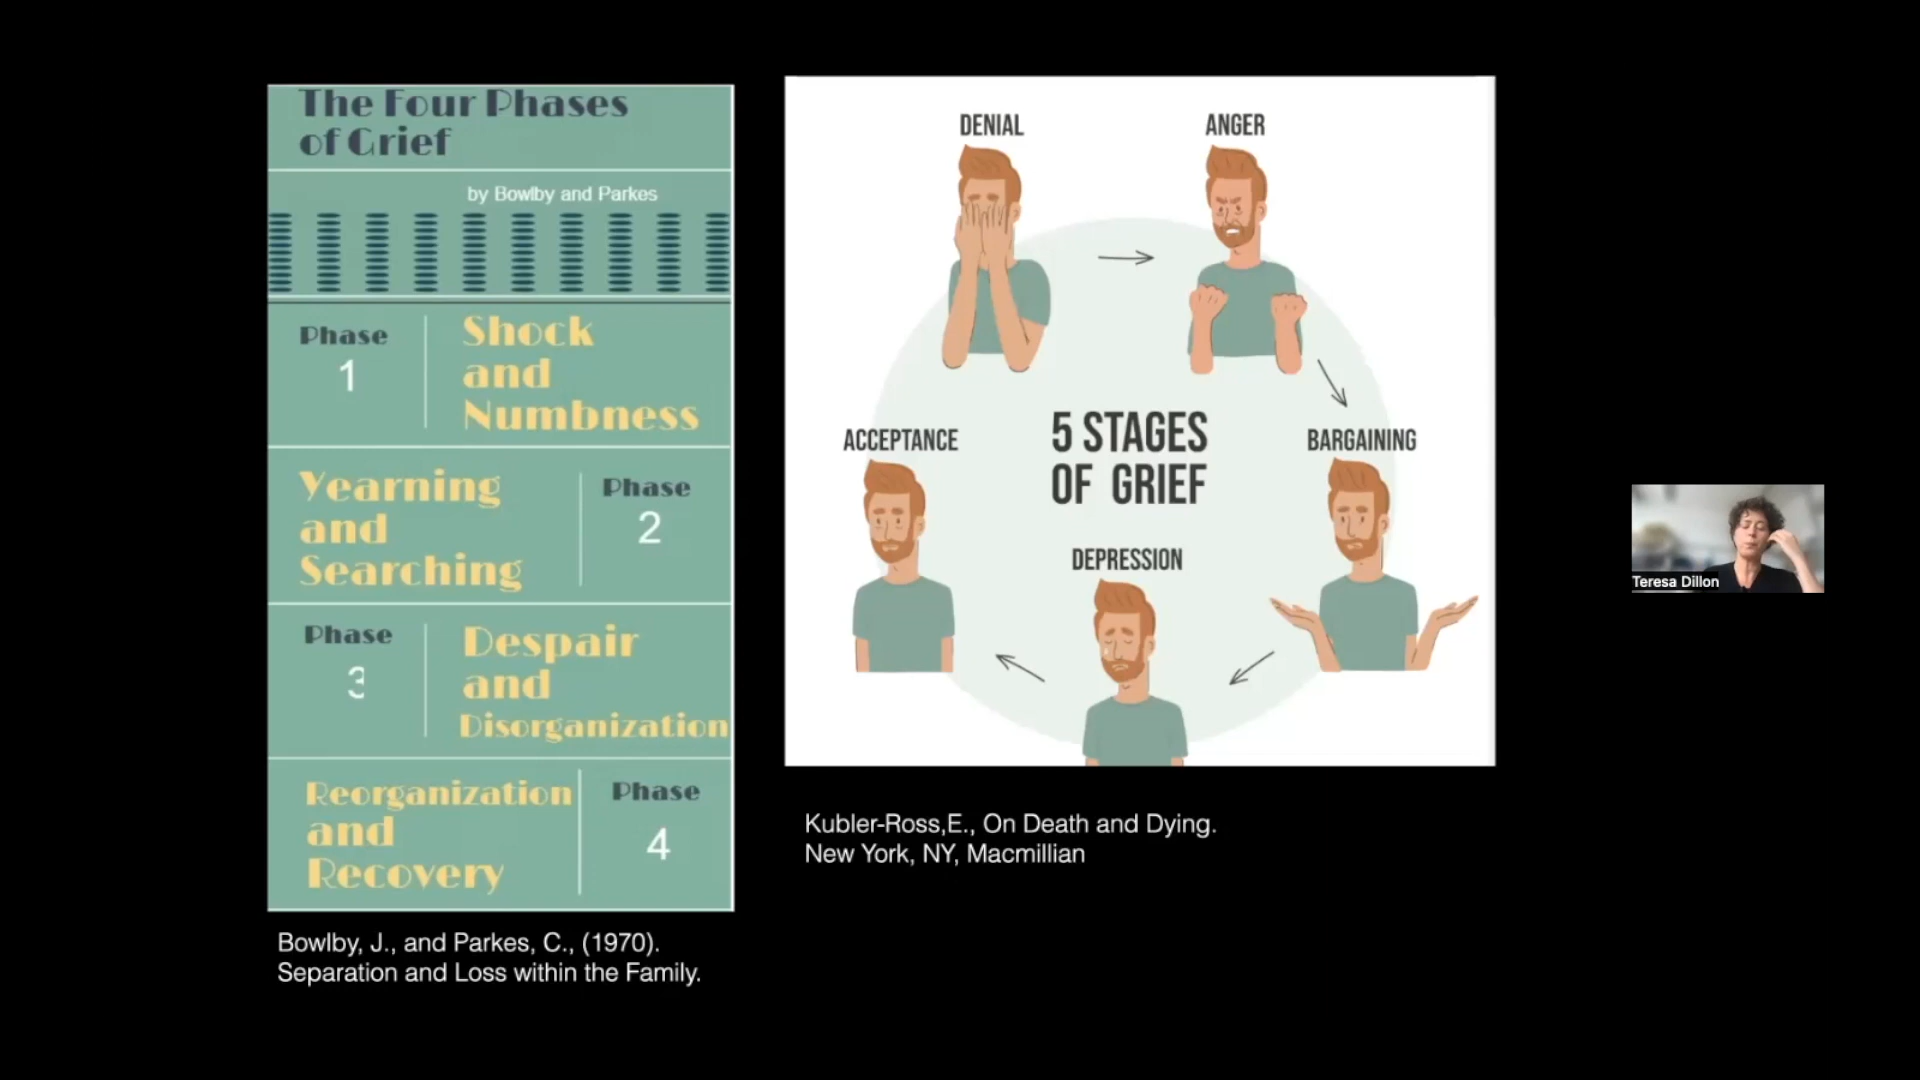 The Four Phases
of Grief
by Bowlby and Parkes
Phase
1
Shock
and
Numbness
Yearning
and
Searching
Phase
2
Phase
3
Despair
and
Disorganization
Reorganization
and
Recovery
Phase
4
Bowlby, J., and Parkes, C., (1970).
Separation and Loss within the Family.
DENIAL
ANGER
BARGAINING
DEPRESSION
ACCEPTANCE
5 STAGES
OF GRIEF
Kubler-Ross,E., On Death and Dying.
New York, NY, Macmillian
Teresa Dillon